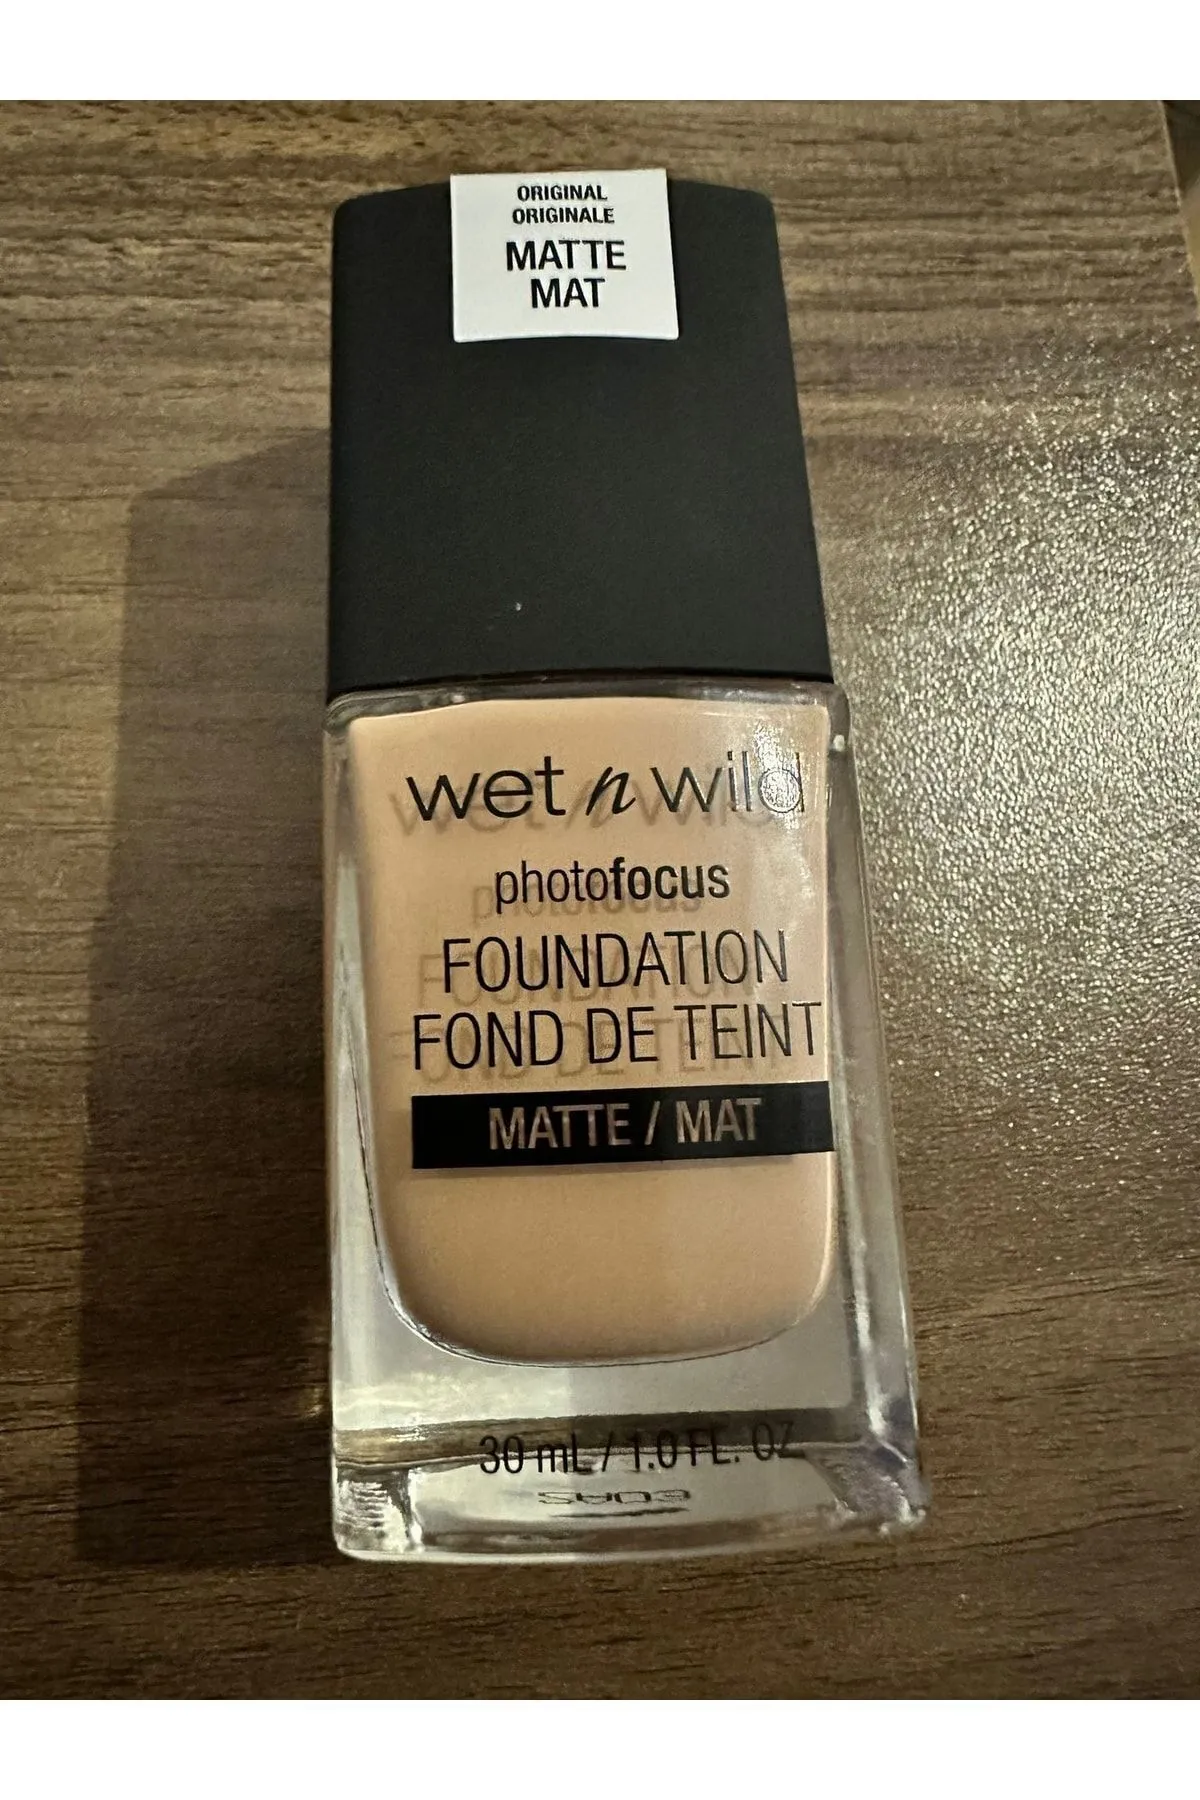 ORIGINAL
ORIGINALE
MATTE
MAT
wet n wild
photofocus
FOUNDATION
FOND DE TEINT
MATTE / MAT
30 mL / 1.0 FL. OZ.